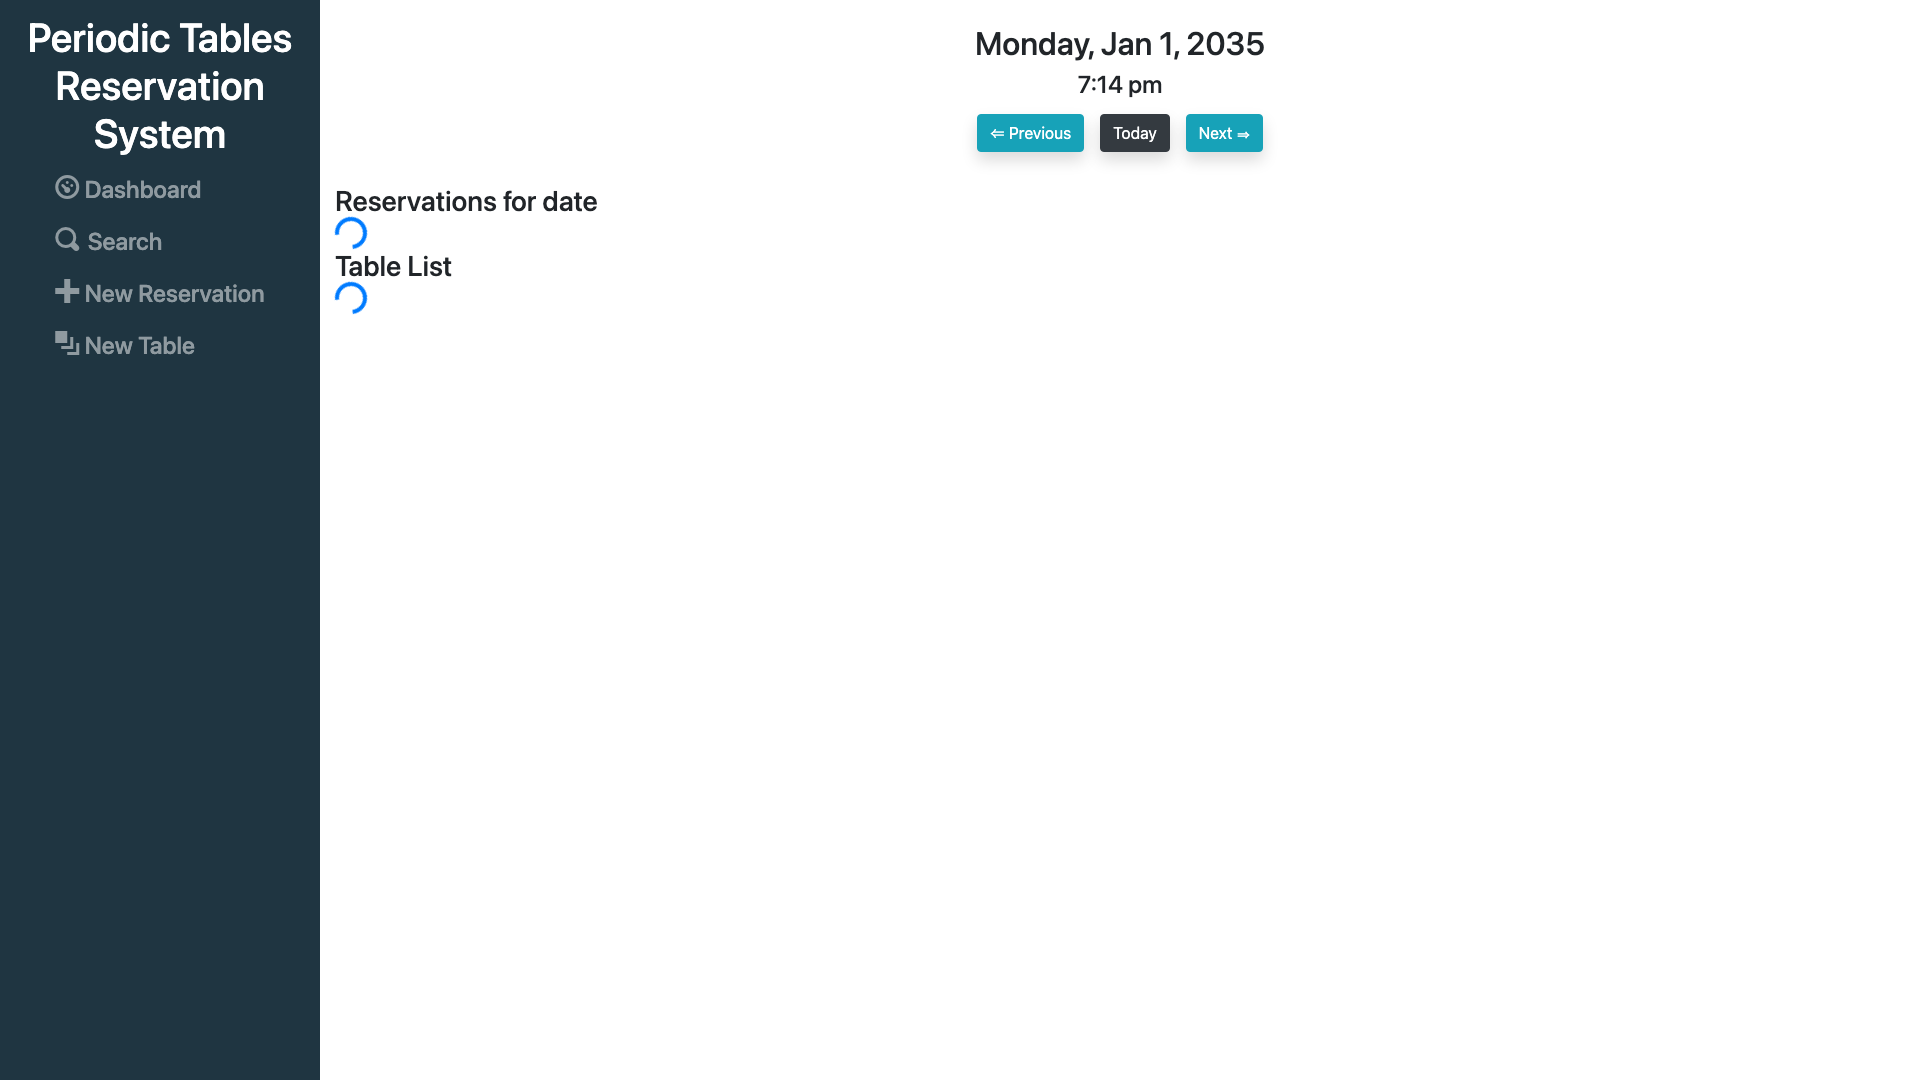 Periodic Tables
Reservation
System
Dashboard
Search
New Reservation
New Table
Monday, Jan 1, 2035
7:14 pm
⇐ Previous
Today
Next ⇒
Reservations for date
Table List